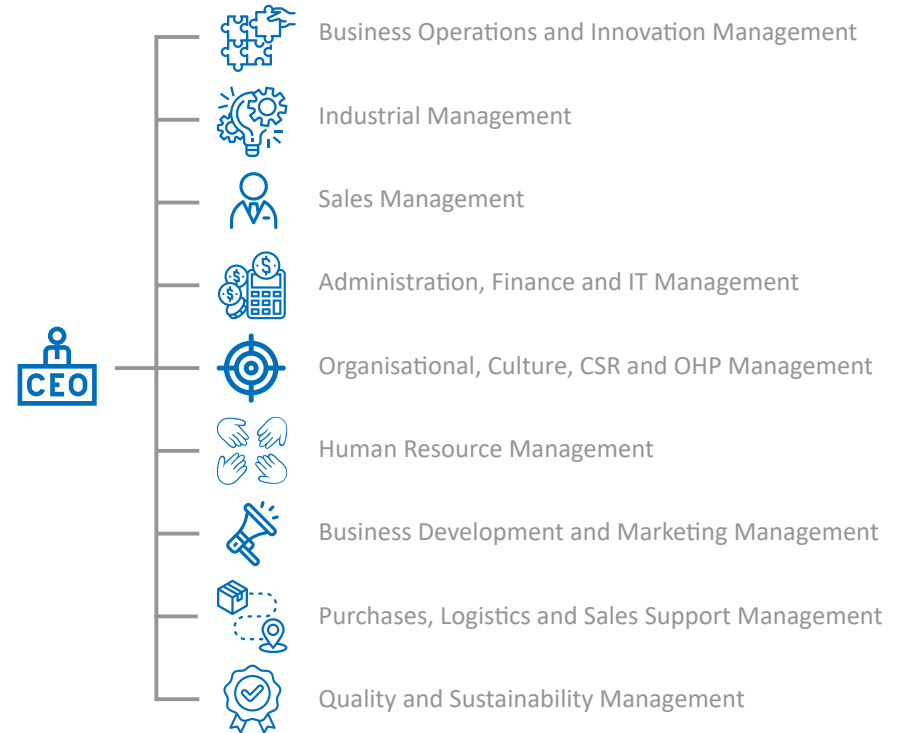 Business Operations and Innovation Management
Industrial Management
Sales Management
Administration, Finance and IT Management
CEO
Organisational, Culture, CSR and OHP Management
Human Resource Management
Business Development and Marketing Management
Purchases, Logistics and Sales Support Management
Quality and Sustainability Management